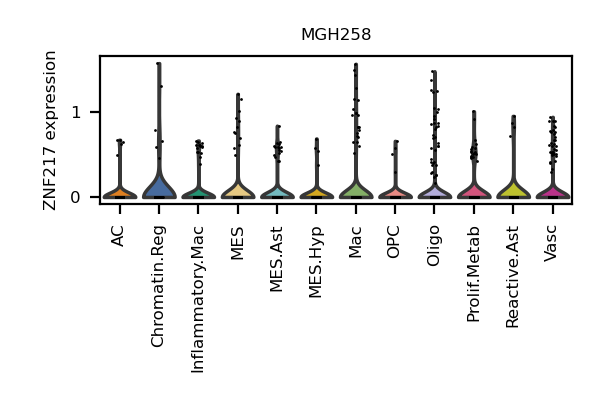 MGH258
ZNF217 expression
1
0
AC
Chromatin.Reg
Inflammatory.Mac
MES
MES.Ast
MES.Hyp
Mac
OPC
Oligo
Prolif.Metab
Reactive.Ast
Vasc